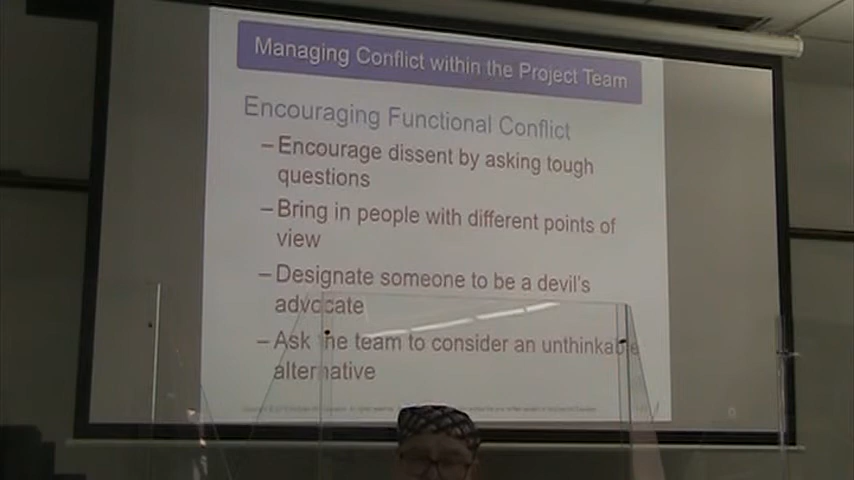 Managing Conflict within the Project Team
Encouraging Functional Conflict
– Encourage dissent by asking tough
questions
– Bring in people with different points of
view
– Designate someone to be a devil's
advocate
– Ask the team to consider an unthinkable
alternative